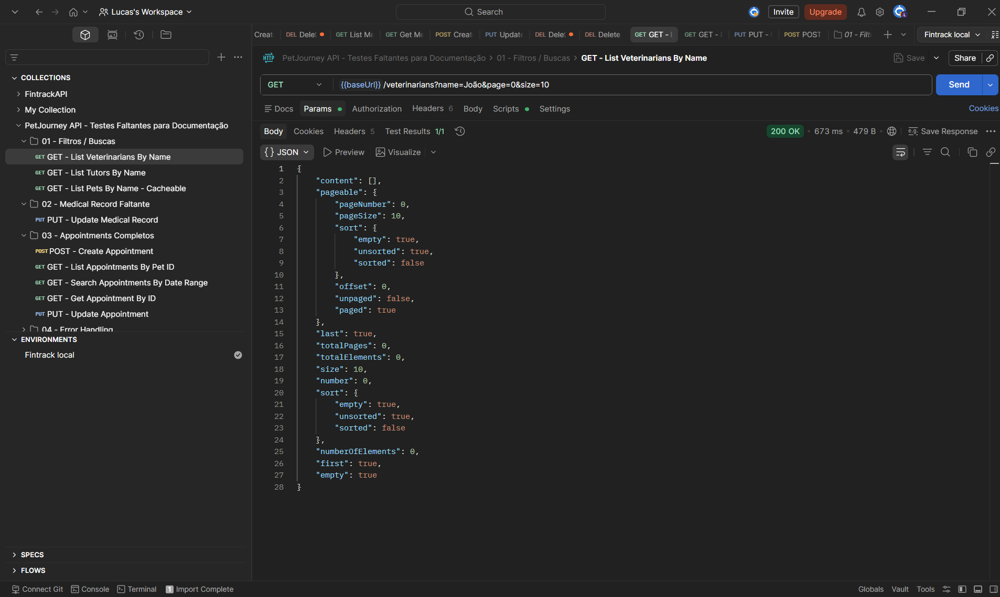 Lucas's Workspace
Search
Invite
Upgrade
L
Creat
DEL Delet
GET List Me
GET Get Me
POST Creat
PUT Update
DEL Delet
DEL Delete
GET GET -
GET GET -
PUT PUT -
POST POST
01 - Filt
Fintrack local
HTTP PetJourney API - Testes Faltantes para Documentação > 01 - Filtros / Buscas > GET - List Veterinarians By Name
Save
Share
COLLECTIONS
FintrackAPI
My Collection
PetJourney API - Testes Faltantes para Documentação
01 - Filtros / Buscas
GET GET - List Veterinarians By Name
GET GET - List Tutors By Name
GET GET - List Pets By Name - Cacheable
02 - Medical Record Faltante
PUT PUT - Update Medical Record
03 - Appointments Completos
POST POST - Create Appointment
GET GET - List Appointments By Pet ID
GET GET - Search Appointments By Date Range
GET GET - Get Appointment By ID
PUT PUT - Update Appointment
04 - Error Handling
ENVIRONMENTS
Fintrack local
SPECS
FLOWS
GET {{baseUrl}} /veterinarians?name=João&page=0&size=10
Send
Docs Params Authorization Headers 6 Body Scripts Settings
Cookies
Body Cookies Headers 5 Test Results 1/1
200 OK • 673 ms • 479 B
e.g. Save Response
{} JSON Preview Visualize
1 {
2 "content": [],
3 "pageable": {
4 "pageNumber": 0,
5 "pageSize": 10,
6 "sort": {
7 "empty": true,
8 "unsorted": true,
9 "sorted": false
10 },
11 "offset": 0,
12 "unpaged": false,
13 "paged": true
14 },
15 "last": true,
16 "totalPages": 0,
17 "totalElements": 0,
18 "size": 10,
19 "number": 0,
20 "sort": {
21 "empty": true,
22 "unsorted": true,
23 "sorted": false
24 },
25 "numberOfElements": 0,
26 "first": true,
27 "empty": true
28 }
Connect Git Console Terminal 1 Import Complete
Globals Vault Tools